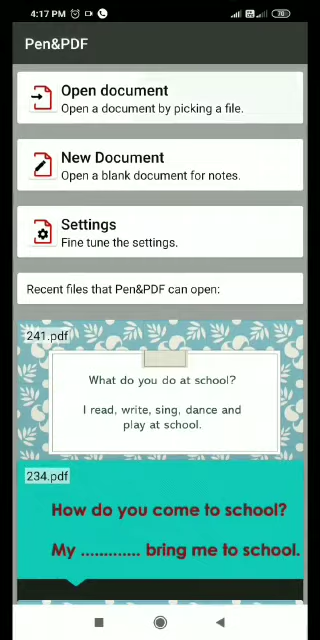 4:17 PM
70
Pen&PDF
Open document
Open a document by picking a file.
New Document
Open a blank document for notes.
Settings
Fine tune the settings.
Recent files that Pen&PDF can open:
241.pdf
What do you do at school?
I read, write, sing, dance and
play at school.
234.pdf
How do you come to school?
My ............. bring me to school.